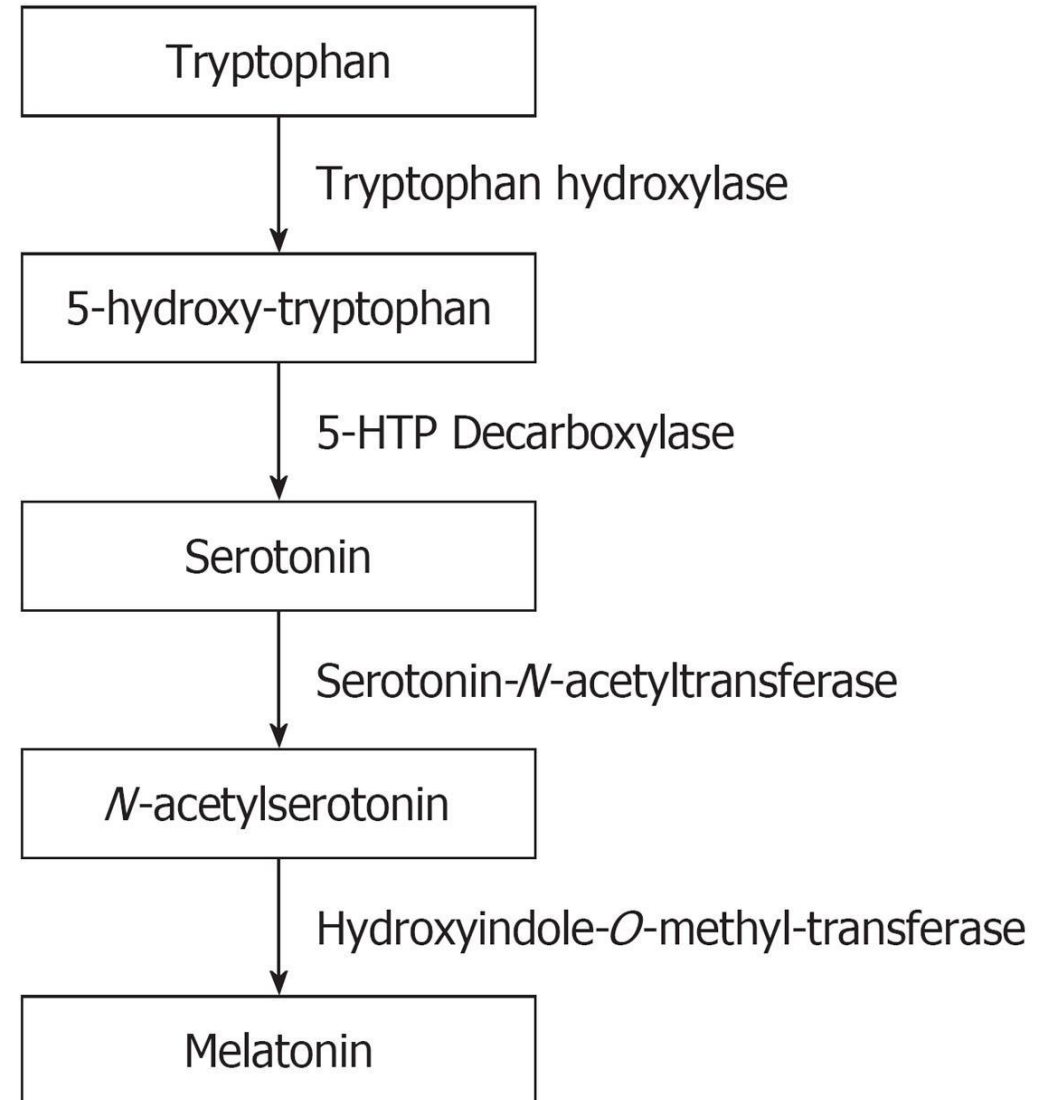 Tryptophan
Tryptophan hydroxylase
5-hydroxy-tryptophan
5-HTP Decarboxylase
Serotonin
Serotonin-N-acetyltransferase
N-acetylserotonin
Hydroxyindole-O-methyl-transferase
Melatonin